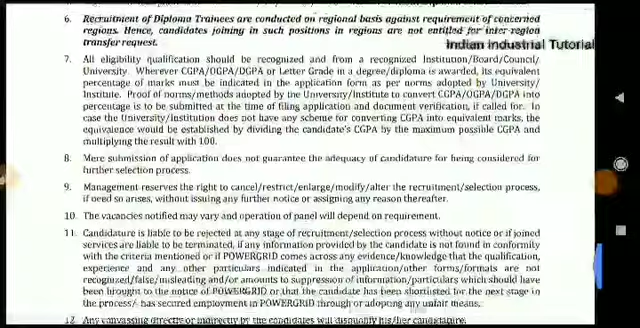 6. Recruitment of Diploma Trainees are conducted on regional basis against requirement of concerned
regions. Hence, candidates joining in such positions in regions are not entitled for inter-region
transfer request.
Indian industrial Tutorial
7. All eligibility qualification should be recognized and from a recognized Institution/Board/Council/
University. Wherever CGPA/OGPA/DGPA or Letter Grade in a degree/diploma is awarded, its equivalent
percentage of marks must be indicated in the application form as per norms adopted by University/
Institute. Proof of norms/methods adopted by the University/Institute to convert CGPA/OGPA/DGPA into
percentage is to be submitted at the time of filing application and document verification, if called for. In
case the University/Institution does not have any scheme for converting CGPA into equivalent marks, the
equivalence would be established by dividing the candidate's CGPA by the maximum possible CGPA and
multiplying the result with 100.
8. Mere submission of application does not guarantee the adequacy of candidature for being considered for
further selection process.
9. Management reserves the right to cancel/restrict/enlarge/modify/alter the recruitment/selection process,
if need so arises, without issuing any further notice or assigning any reason thereafter.
10. The vacancies notified may vary and operation of panel will depend on requirement.
11. Candidature is liable to be rejected at any stage of recruitment/selection process without notice or if joined
services are liable to be terminated, if any information provided by the candidate is not found in conformity
with the criteria mentioned or if POWERGRID comes across any evidence/knowledge that the qualification,
experience and any other particulars indicated in the application/other forms/formats are not
recognized/false/misleading and/or amounts to suppression of information/particulars which should have
been brought to the notice of POWERGRID or that the candidate has been shortlisted for the next stage in
the process/- has secured employment in POWERGRID through or adopting any unfair means.
12. Any canvassing directly or indirectly by the candidates will disqualify his/her candidature.